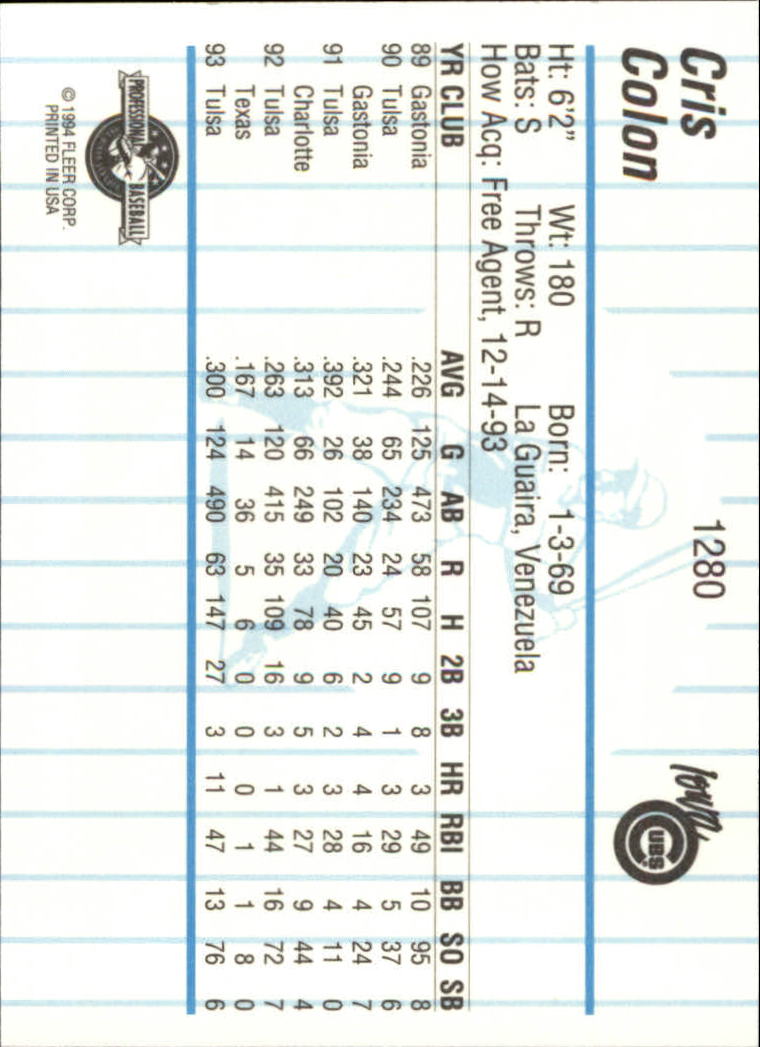 Cris
Colon
1280
Iowa
CUBS
Ht: 6'2" Wt: 180 Born: 1-3-69
Bats: S Throws: R La Guaira, Venezuela
How Acq: Free Agent, 12-14-93
YR CLUB AVG G AB R H 2B 3B HR RBI BB SO SB
89 Gastonia .226 125 473 58 107 9 8 3 49 10 95 8
90 Tulsa .244 65 234 24 57 9 1 3 29 5 37 6
Gastonia .321 38 140 23 45 2 4 4 16 4 24 7
91 Tulsa .392 26 102 20 40 6 2 3 28 4 11 0
Charlotte .313 66 249 33 78 9 5 3 27 9 44 4
92 Tulsa .263 120 415 35 109 16 3 1 44 16 72 7
Texas .167 14 36 5 6 0 0 0 1 1 8 0
93 Tulsa .300 124 490 63 147 27 3 11 47 13 76 6
PROFESSIONAL BASEBALL
© 1994 FLEER CORP.
PRINTED IN USA